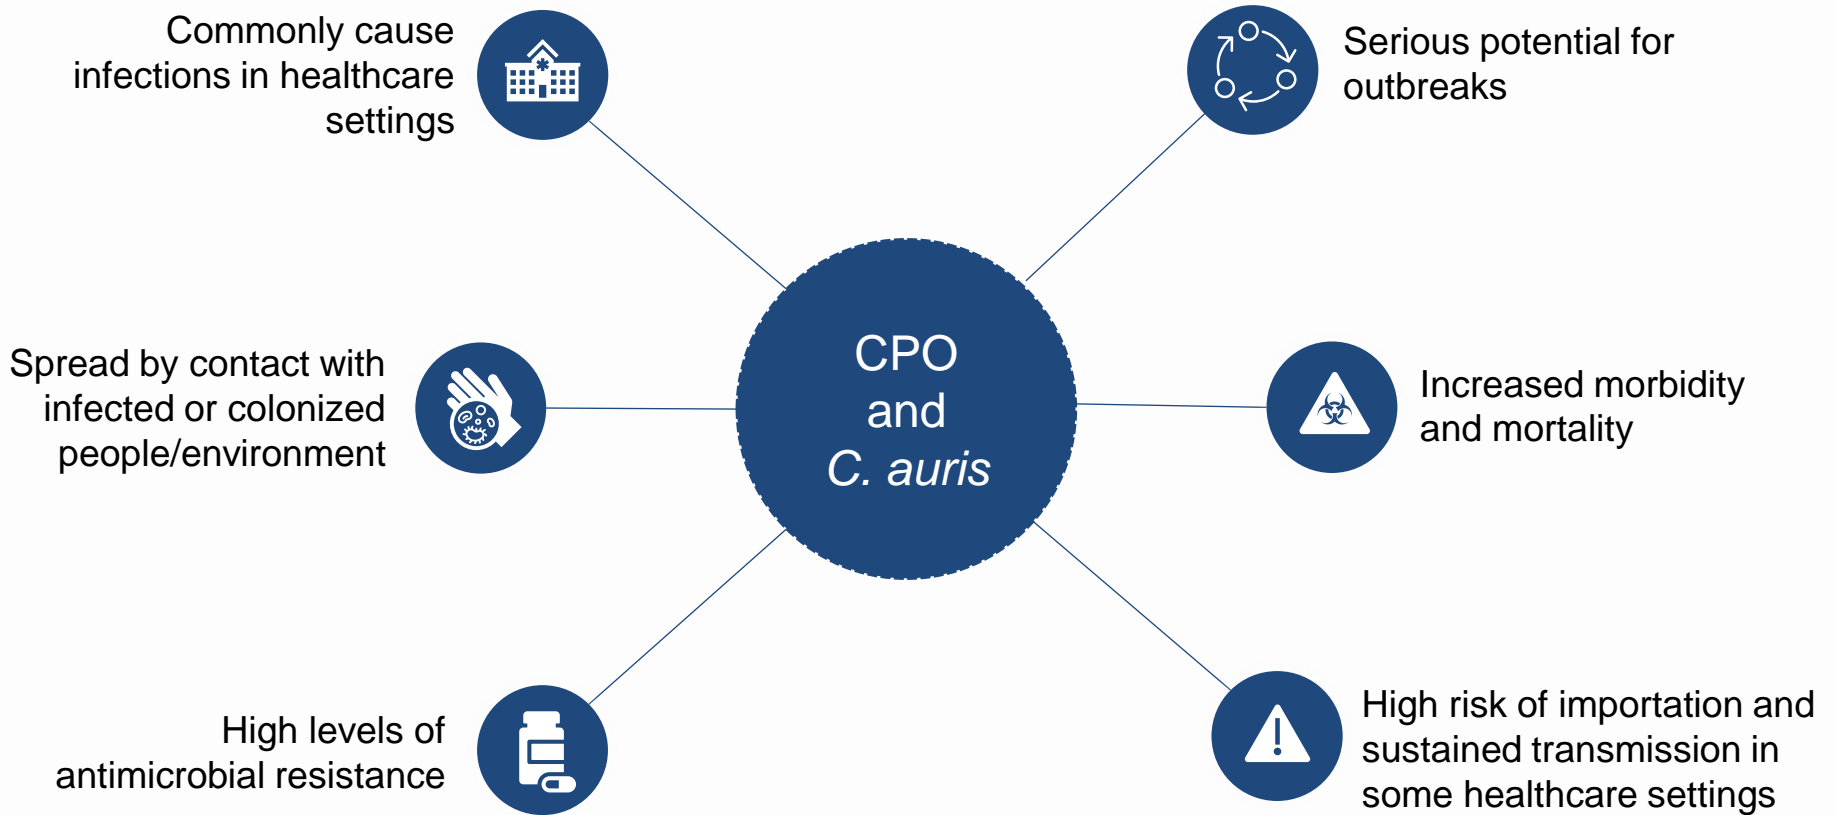 Commonly cause
infections in healthcare
settings
Serious potential for
outbreaks
Spread by contact with
infected or colonized
people/environment
CPO
and
C. auris
Increased morbidity
and mortality
High levels of
antimicrobial resistance
High risk of importation and
sustained transmission in
some healthcare settings